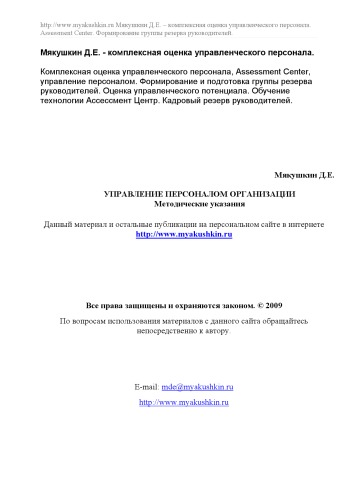 http://www.myakushkin.ru Мякушкин Д.Е. – комплексная оценка управленческого персонала.
Assessment Center. Формирование группы резерва руководителей.
Мякушкин Д.Е. - комплексная оценка управленческого персонала.
Комплексная оценка управленческого персонала, Assessment Center,
управление персоналом. Формирование и подготовка группы резерва
руководителей. Оценка управленческого потенциала. Обучение
технологии Ассессмент Центр. Кадровый резерв руководителей.
Мякушкин Д.Е.
УПРАВЛЕНИЕ ПЕРСОНАЛОМ ОРГАНИЗАЦИИ
Методические указания
Данный материал и остальные публикации на персональном сайте в интернете
http://www.myakushkin.ru
Все права защищены и охраняются законом. © 2009
По вопросам использования материалов с данного сайта обращайтесь
непосредственно к автору.
E-mail: mde@myakushkin.ru
http://www.myakushkin.ru